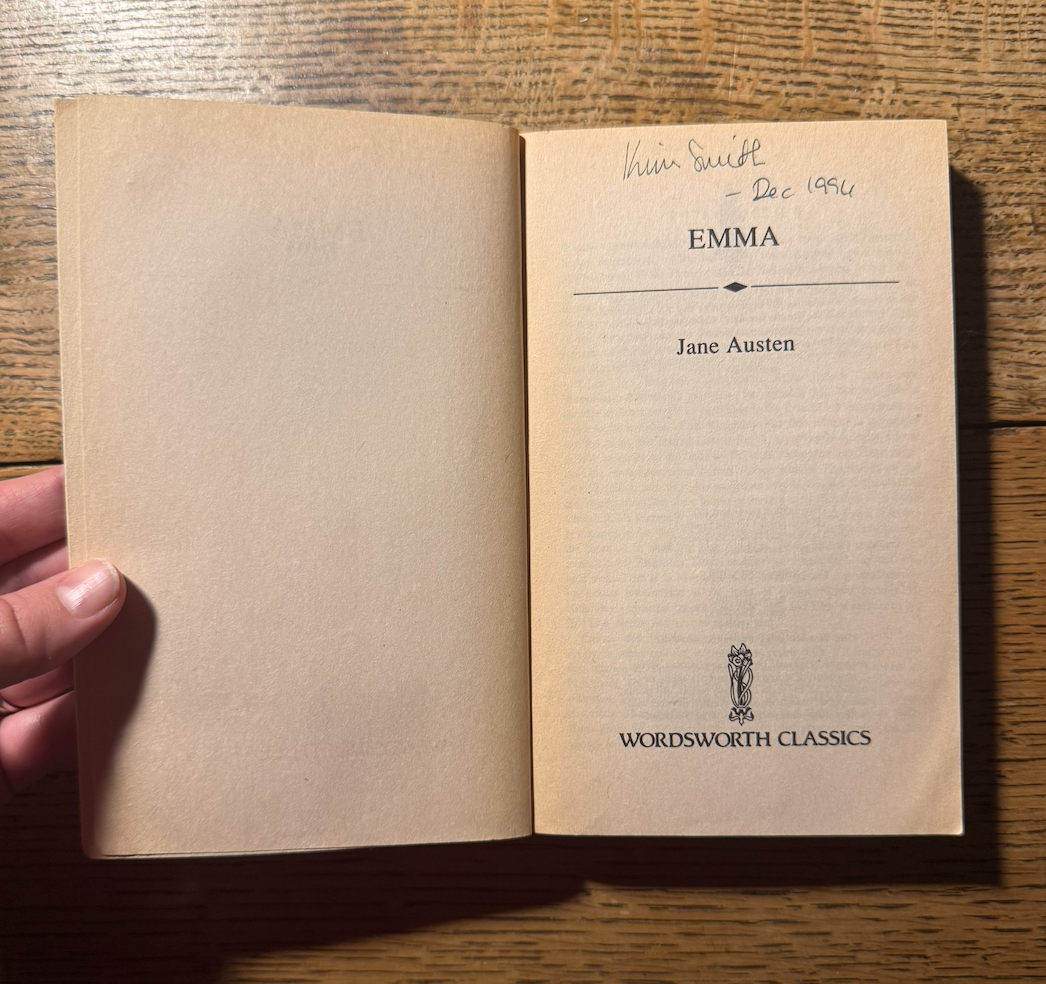 Kim Smith
- Dec 1994
EMMA
Jane Austen
WORDSWORTH CLASSICS